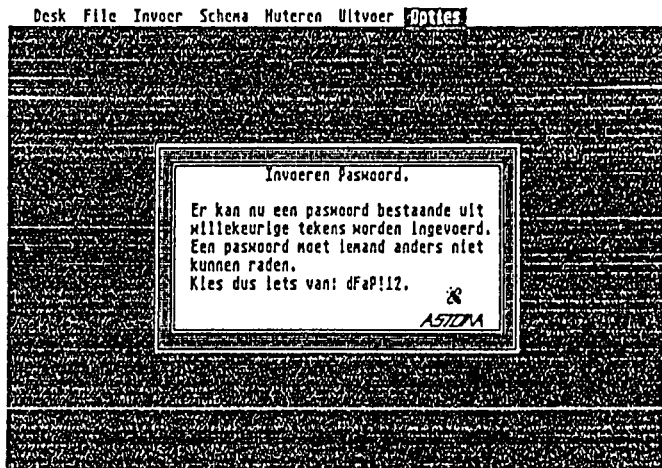 Desk File Invoer Schema Muteren Uitvoer Opties
Invoeren Paswoord.
Er kan nu een paswoord bestaande uit
willekeurige tekens worden ingevoerd.
Een paswoord moet iemand anders niet
kunnen raden.
Kies dus iets van: dFaP!12.